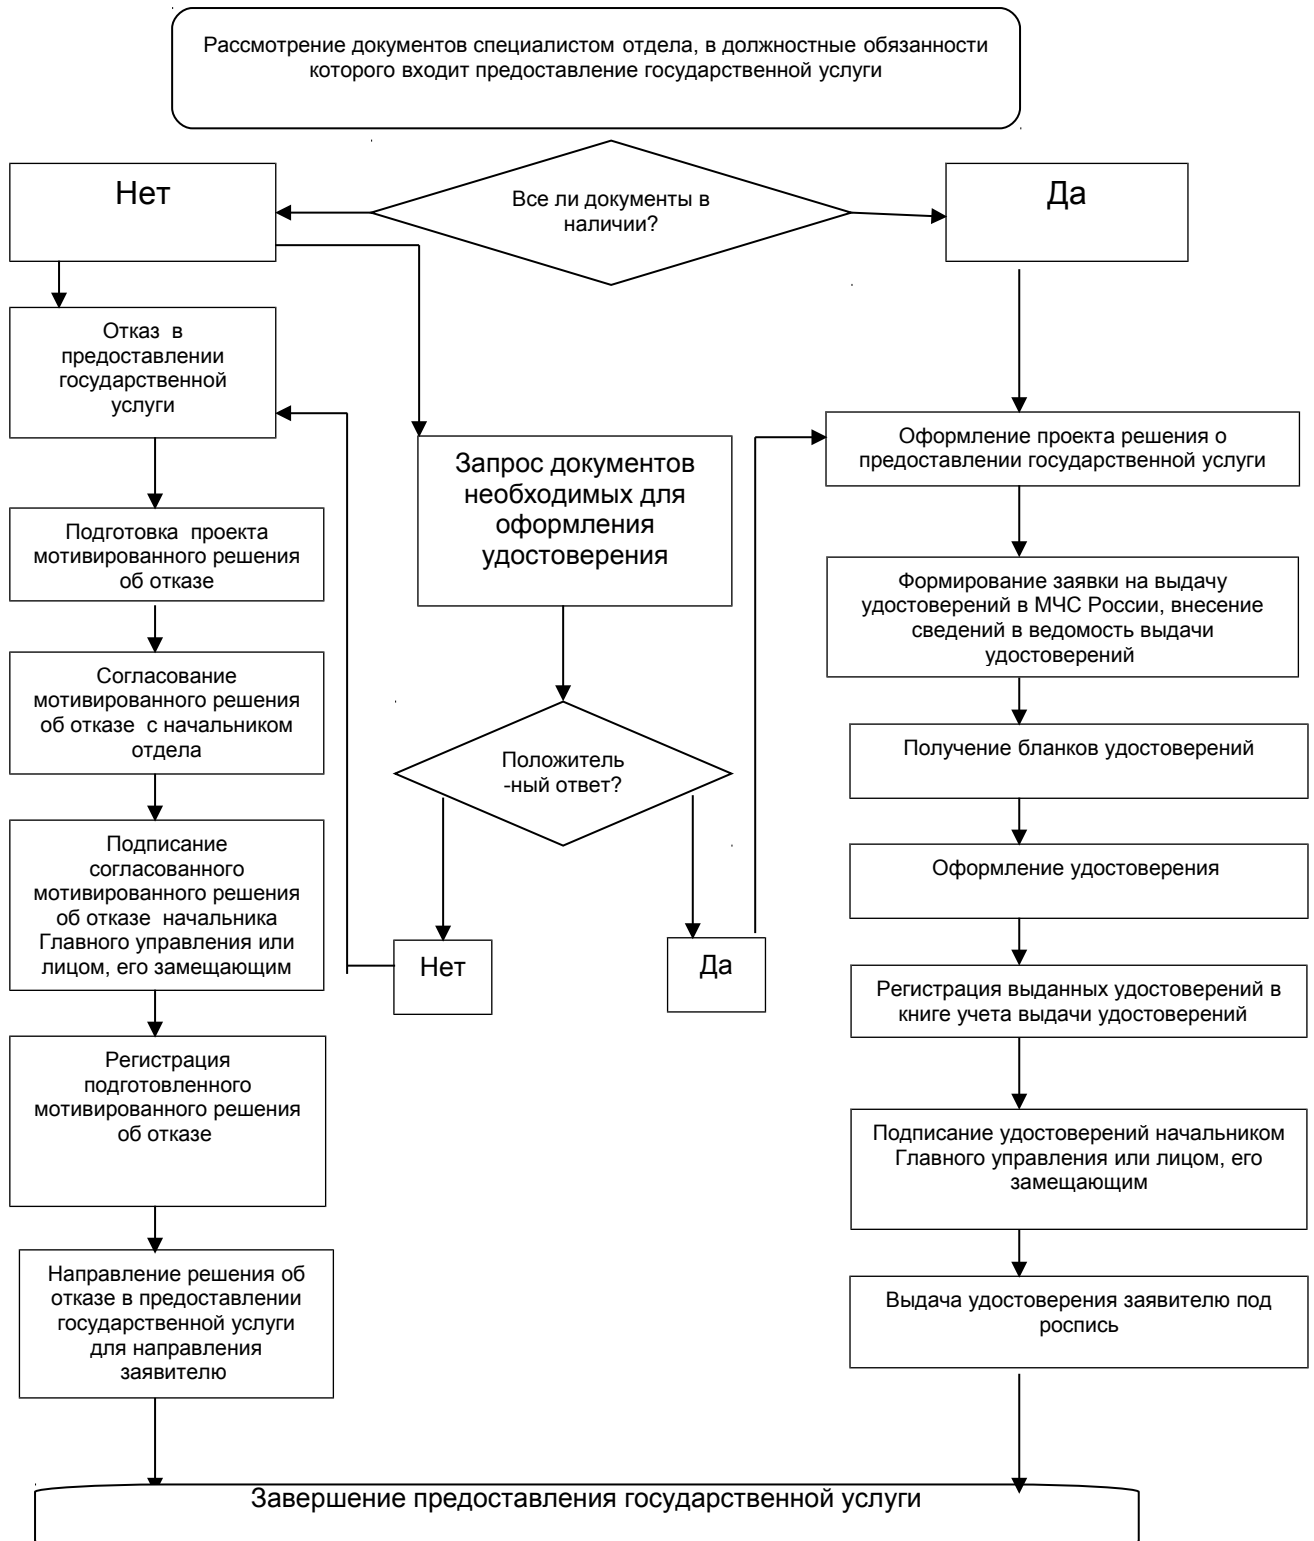 Рассмотрение документов специалистом отдела, в должностные обязанности
которого входит предоставление государственной услуги
Нет
Все ли документы в
наличии?
Да
Отказ в
предоставлении
государственной
услуги
Запрос документов
необходимых для
оформления
удостоверения
Оформление проекта решения о
предоставлении государственной услуги
Подготовка проекта
мотивированного решения
об отказе
Формирование заявки на выдачу
удостоверений в МЧС России, внесение
сведений в ведомость выдачи
удостоверений
Согласование
мотивированного решения
об отказе с начальником
отдела
Получение бланков удостоверений
Положитель
-ный ответ?
Подписание
согласованного
мотивированного решения
об отказе начальника
Главного управления или
лицом, его замещающим
Оформление удостоверения
Нет
Да
Регистрация выданных удостоверений в
книге учета выдачи удостоверений
Регистрация
подготовленного
мотивированного решения
об отказе
Подписание удостоверений начальником
Главного управления или лицом, его
замещающим
Направление решения об
отказе в предоставлении
государственной услуги
для направления
заявителю
Выдача удостоверения заявителю под
роспись
Завершение предоставления государственной услуги